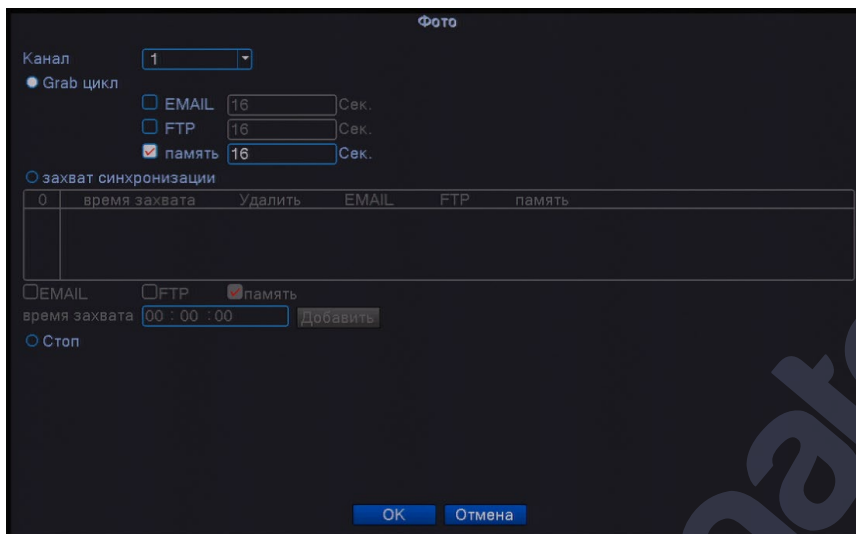 Фото
Канал 1
Grab цикл
EMAIL 16 Сек.
FTP 16 Сек.
память 16 Сек.
захват синхронизации
0 время захвата Удалить EMAIL FTP память
EMAIL FTP память
время захвата 00 : 00 : 00 Добавить
Стоп
OK Отмена